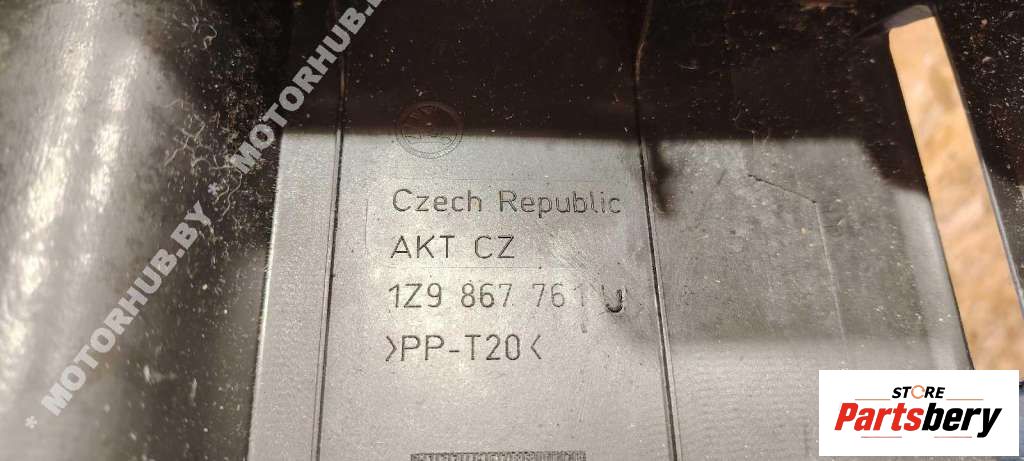 * MOTORHUB.BY * MOTORHUB.BY
Czech Republic
AKT CZ
1Z9 867 761 U
>PP-T20<
STORE
Partsbery